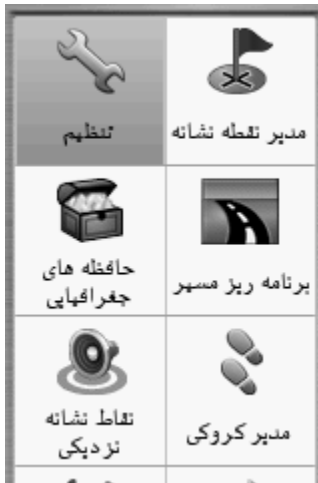 مدیر نقطه نشانه
تنظیم
برنامه ریز مسیر
حافظه های
جغرافیایی
مدیر کروکی
نقاط نشانه
نزدیکی